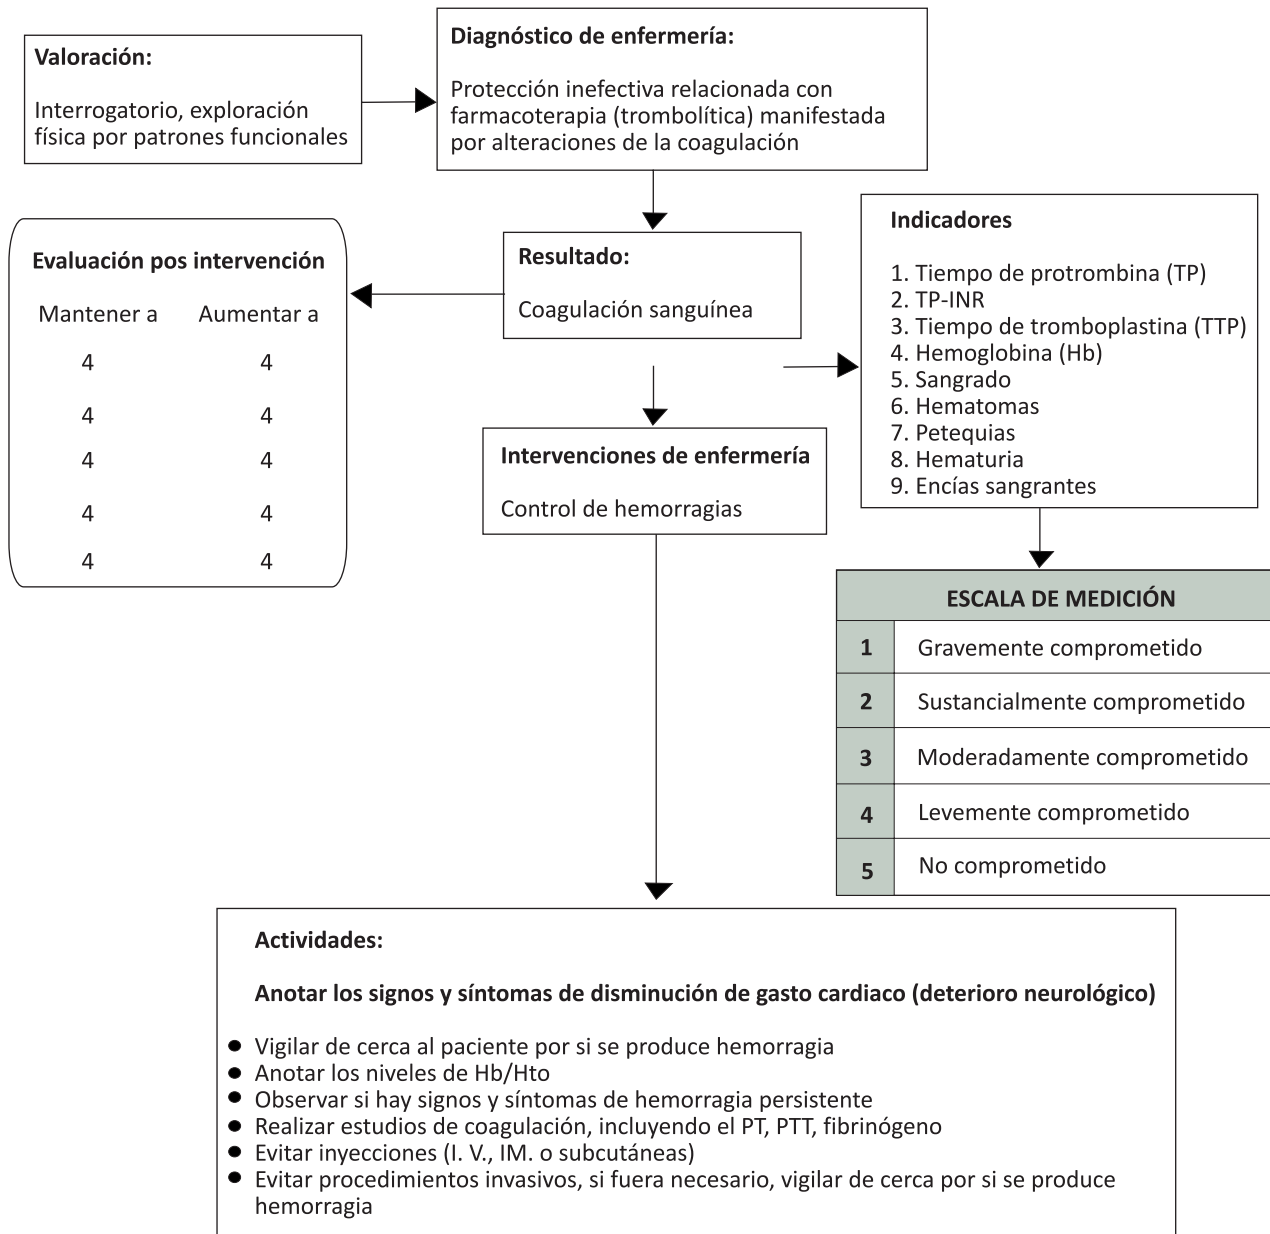 Valoración:
Interrogatorio, exploración
física por patrones funcionales
Diagnóstico de enfermería:
Protección inefectiva relacionada con
farmacoterapia (trombolítica) manifestada
por alteraciones de la coagulación
Evaluación pos intervención
Mantener a Aumentar a
4 4
4 4
4 4
4 4
4 4
Resultado:
Coagulación sanguínea
Indicadores
1. Tiempo de protrombina (TP)
2. TP-INR
3. Tiempo de tromboplastina (TTP)
4. Hemoglobina (Hb)
5. Sangrado
6. Hematomas
7. Petequias
8. Hematuria
9. Encías sangrantes
Intervenciones de enfermería
Control de hemorragias
ESCALA DE MEDICIÓN
1 Gravemente comprometido
2 Sustancialmente comprometido
3 Moderadamente comprometido
4 Levemente comprometido
5 No comprometido
Actividades:
Anotar los signos y síntomas de disminución de gasto cardiaco (deterioro neurológico)
● Vigilar de cerca al paciente por si se produce hemorragia
● Anotar los niveles de Hb/Hto
● Observar si hay signos y síntomas de hemorragia persistente
● Realizar estudios de coagulación, incluyendo el PT, PTT, fibrinógeno
● Evitar inyecciones (I. V., IM. o subcutáneas)
● Evitar procedimientos invasivos, si fuera necesario, vigilar de cerca por si se produce
hemorragia